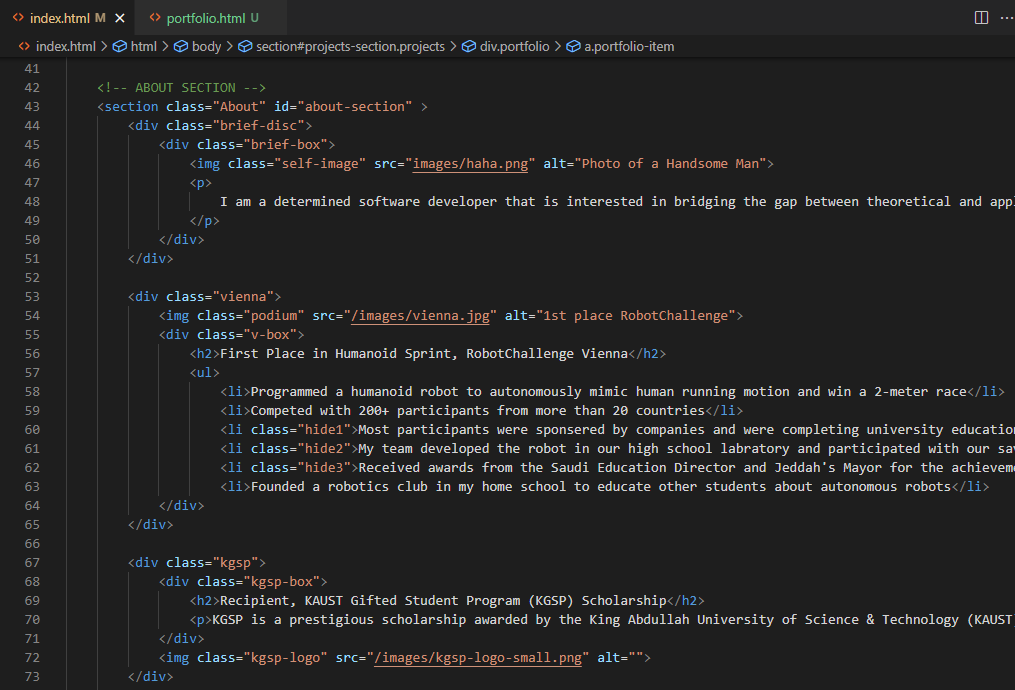 index.html M × portfolio.html U
index.html > html > body > section#projects-section.projects > div.portfolio > a.portfolio-item
41
42 <!-- ABOUT SECTION -->
43 <section class="About" id="about-section" >
44 <div class="brief-disc">
45 <div class="brief-box">
46 <img class="self-image" src="images/haha.png" alt="Photo of a Handsome Man">
47 <p>
48 I am a determined software developer that is interested in bridging the gap between theoretical and appl
49 </p>
50 </div>
51 </div>
52
53 <div class="vienna">
54 <img class="podium" src="/images/vienna.jpg" alt="1st place RobotChallenge">
55 <div class="v-box">
56 <h2>First Place in Humanoid Sprint, RobotChallenge Vienna</h2>
57 <ul>
58 <li>Programmed a humanoid robot to autonomously mimic human running motion and win a 2-meter race</li>
59 <li>Competed with 200+ participants from more than 20 countries</li>
60 <li class="hide1">Most participants were sponsered by companies and were completing university education
61 <li class="hide2">My team developed the robot in our high school labratory and participated with our sav
62 <li class="hide3">Received awards from the Saudi Education Director and Jeddah's Mayor for the achieveme
63 <li>Founded a robotics club in my home school to educate other students about autonomous robots</li>
64 </div>
65 </div>
66
67 <div class="kgsp">
68 <div class="kgsp-box">
69 <h2>Recipient, KAUST Gifted Student Program (KGSP) Scholarship</h2>
70 <p>KGSP is a prestigious scholarship awarded by the King Abdullah University of Science & Technology (KAUST
71 </div>
72 <img class="kgsp-logo" src="/images/kgsp-logo-small.png" alt="">
73 </div>